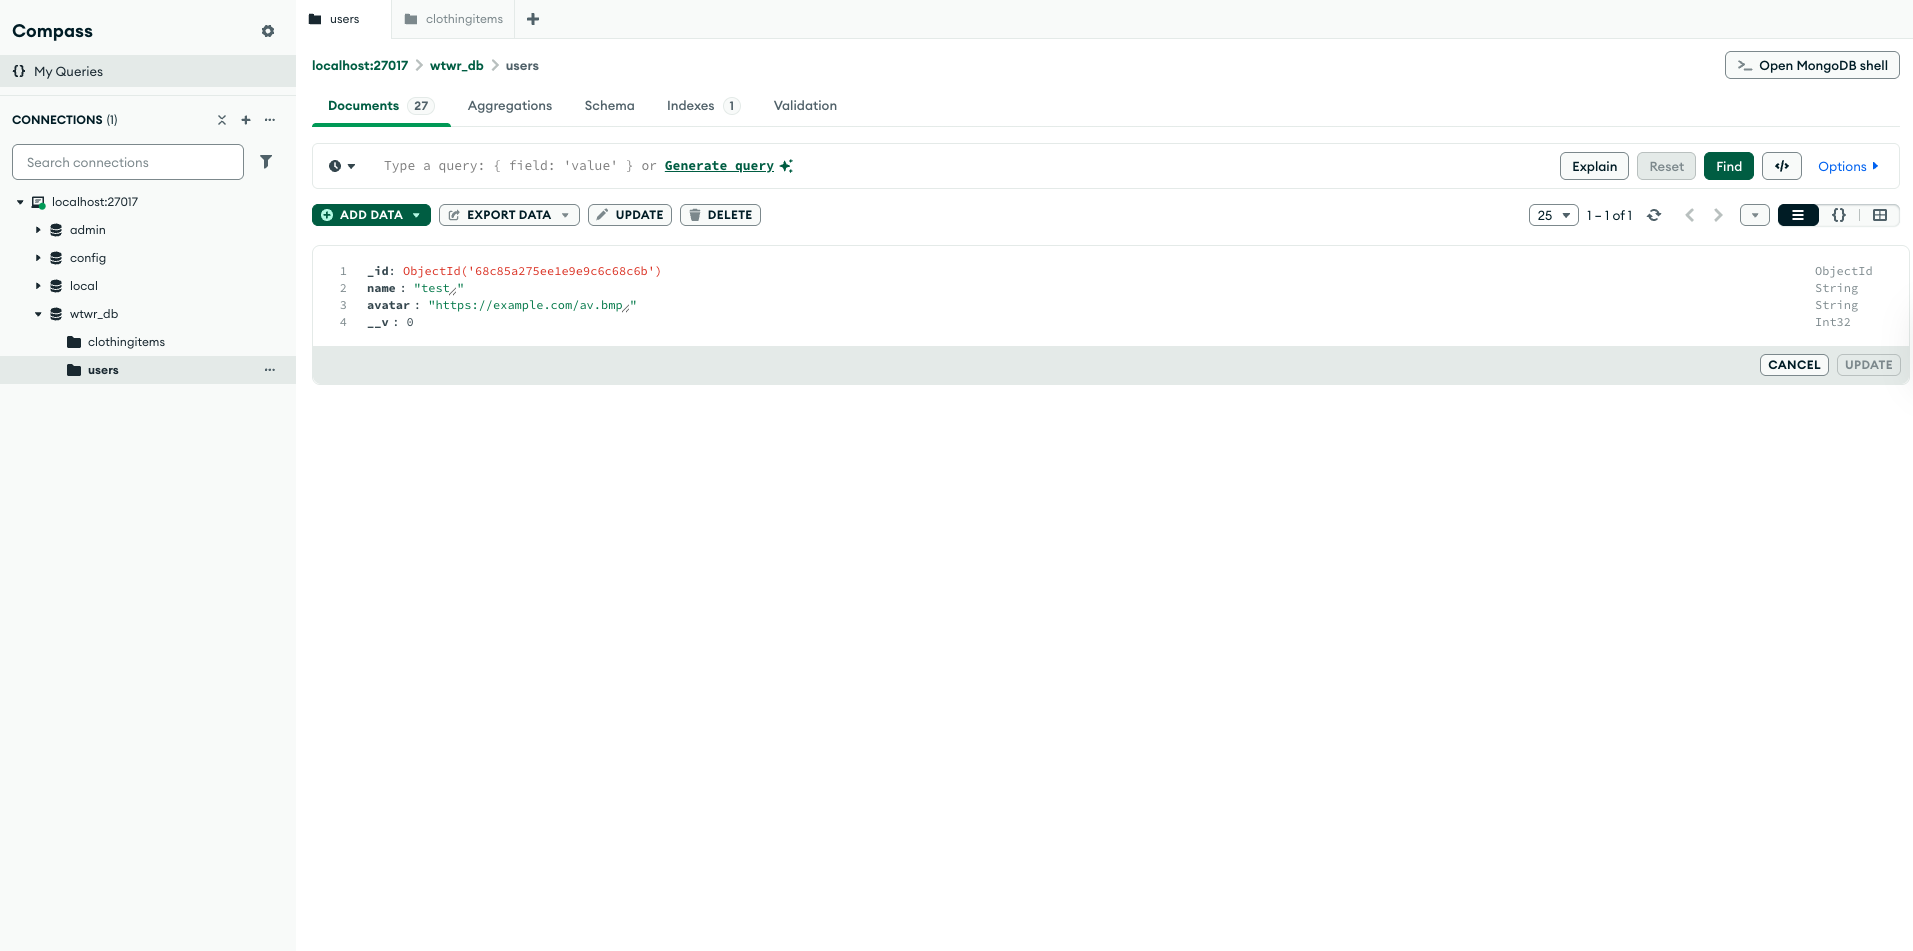 Compass
My Queries
CONNECTIONS (1)
Search connections
localhost:27017
admin
config
local
wtwr_db
clothingitems
users
users
clothingitems
localhost:27017 > wtwr_db > users
>_ Open MongoDB shell
Documents 27 Aggregations Schema Indexes 1 Validation
Type a query: { field: 'value' } or Generate query
Explain Reset Find </> Options
ADD DATA EXPORT DATA UPDATE DELETE
25 1 – 1 of 1 {}
1 _id: ObjectId('68c85a275ee1e9e9c6c68c6b') ObjectId
2 name : "test" String
3 avatar : "https://example.com/av.bmp" String
4 __v : 0 Int32
CANCEL UPDATE